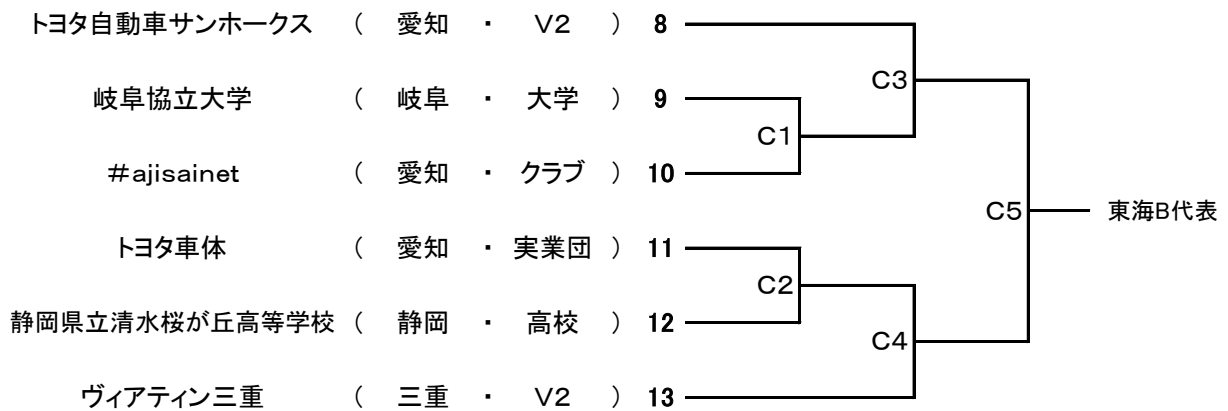 トヨタ自動車サンホークス ( 愛知 ・ V2 ) 8
C3
岐阜協立大学 ( 岐阜 ・ 大学 ) 9
C1
#ajisainet ( 愛知 ・ クラブ ) 10
C5 東海B代表
トヨタ車体 ( 愛知 ・ 実業団 ) 11
C2
静岡県立清水桜が丘高等学校 ( 静岡 ・ 高校 ) 12
C4
ヴィアティン三重 ( 三重 ・ V2 ) 13